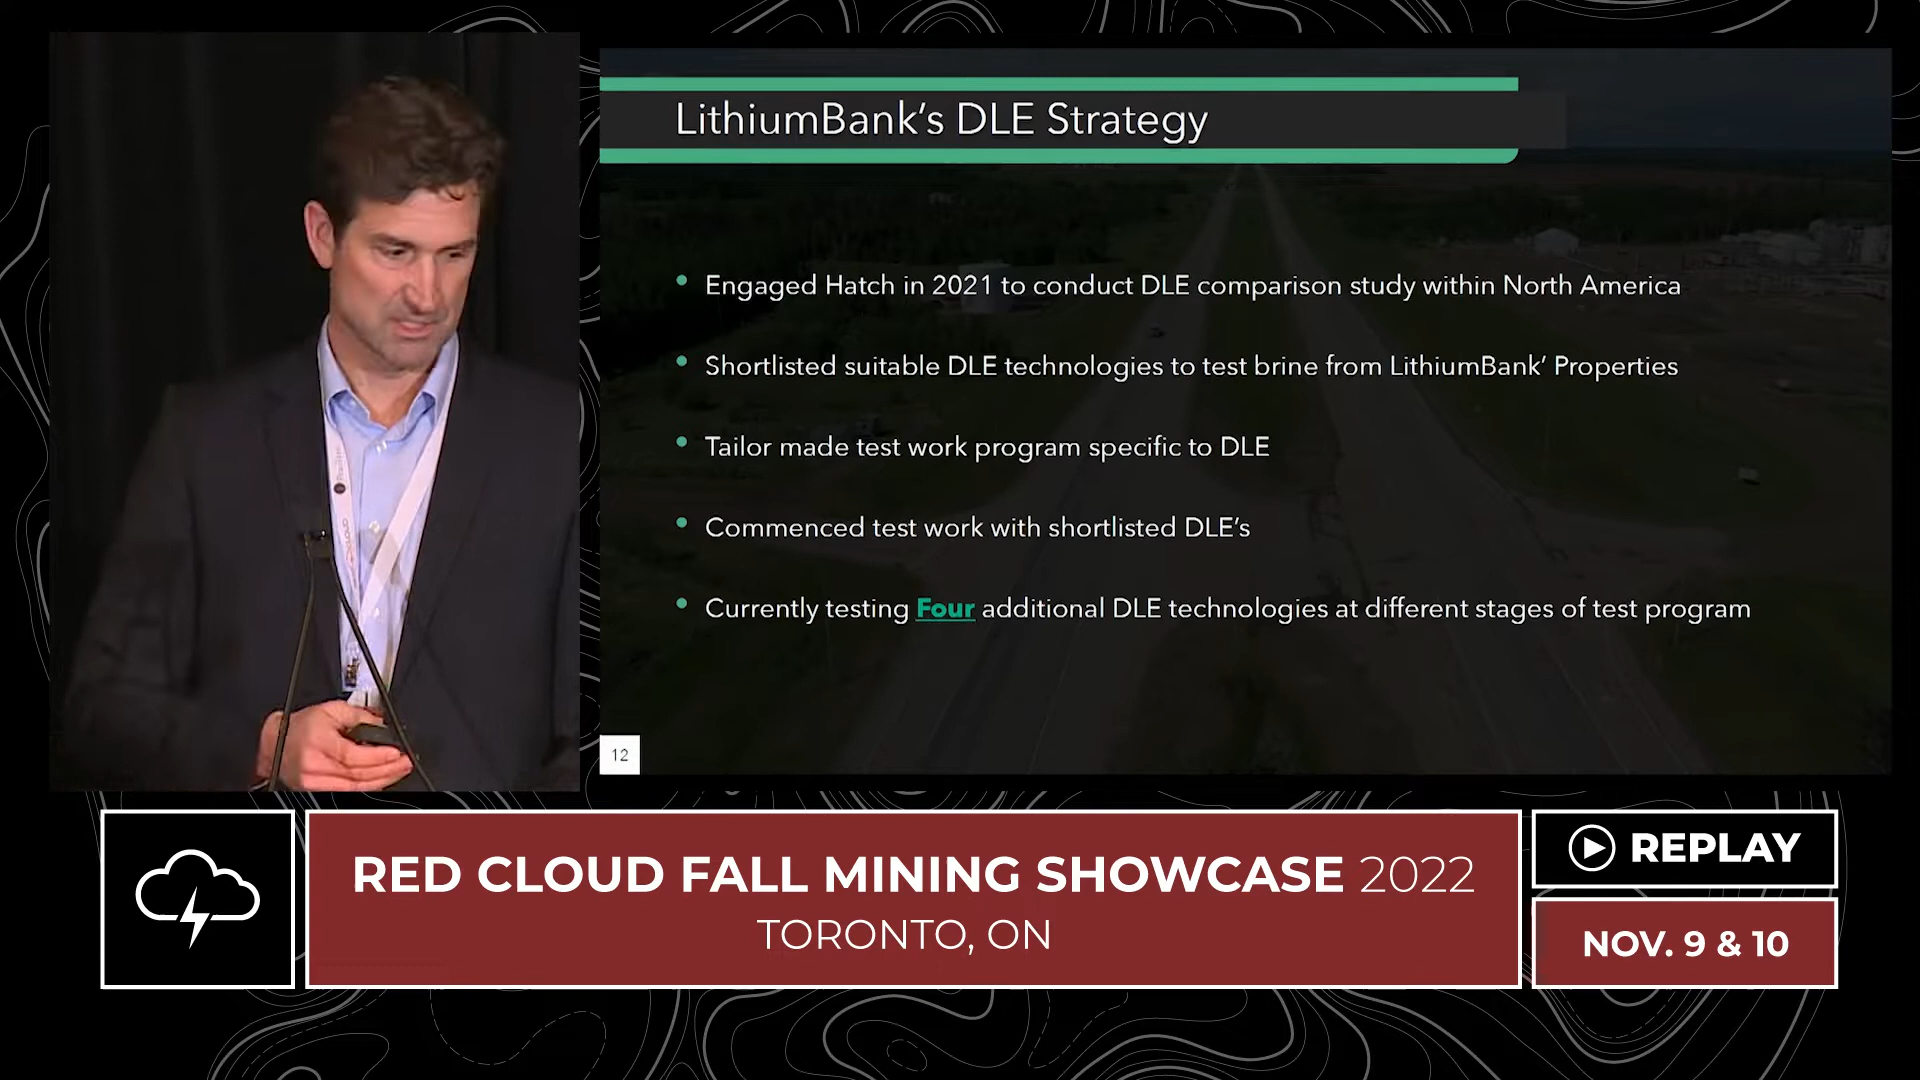 LithiumBank's DLE Strategy
Engaged Hatch in 2021 to conduct DLE comparison study within North America
Shortlisted suitable DLE technologies to test brine from LithiumBank' Properties
Tailor made test work program specific to DLE
Commenced test work with shortlisted DLE's
Currently testing Four additional DLE technologies at different stages of test program
12
RED CLOUD FALL MINING SHOWCASE 2022
TORONTO, ON
REPLAY
NOV. 9 & 10